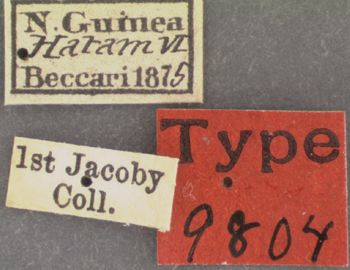 N. Guinea
Hatam VI
Beccari 1875
1st Jacoby
Coll.
Type
9804